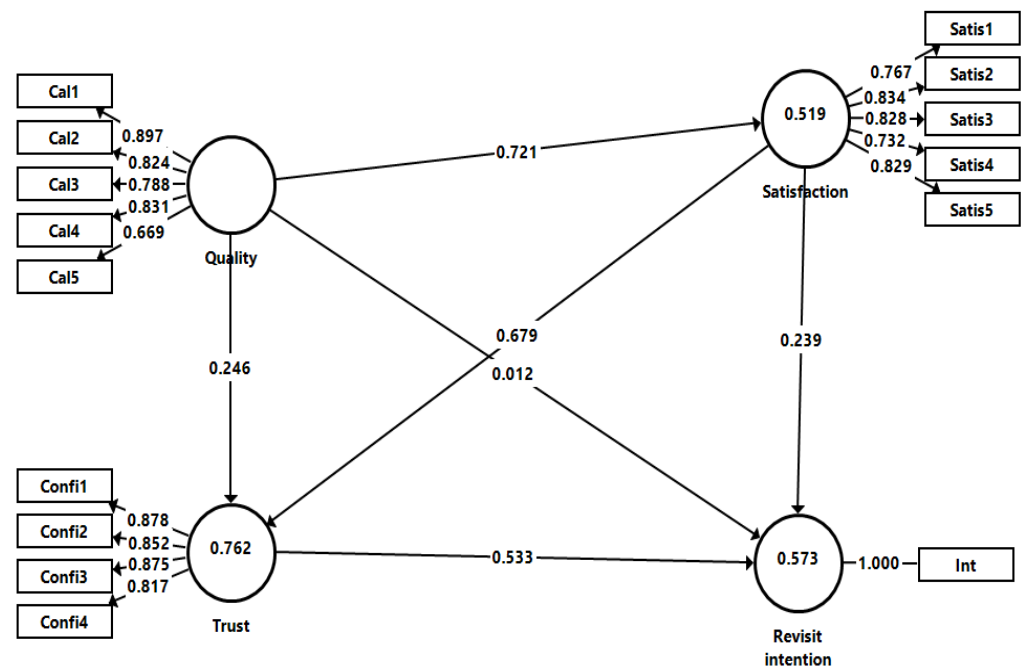 Satis1
0.767
Satis2
Cal1
0.834
0.519
Satis3
0.828
Cal2
0.897
0.732
0.721
Satis4
0.824
0.829
Cal3
0.788
Satisfaction
0.831
Satis5
Cal4
0.669
Quality
Cal5
0.679
0.239
0.246
0.012
Confi1
0.878
Confi2
0.852
0.762
0.533
0.573
1.000
Int
0.875
Confi3
0.817
Confi4
Trust
Revisit
intention